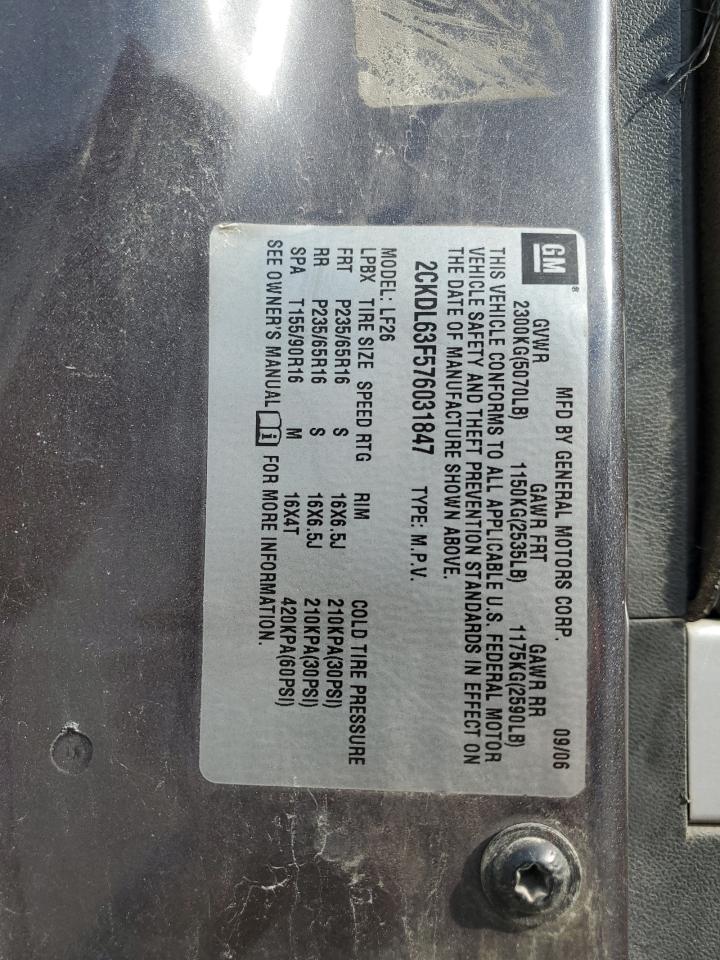 GM®
MFD BY GENERAL MOTORS CORP. 09/06
GVWR GAWR FRT GAWR RR
2300KG(5070LB) 1150KG(2535LB) 1175KG(2590LB)
THIS VEHICLE CONFORMS TO ALL APPLICABLE U.S. FEDERAL MOTOR
VEHICLE SAFETY AND THEFT PREVENTION STANDARDS IN EFFECT ON
THE DATE OF MANUFACTURE SHOWN ABOVE.
2CKDL63F576031847 TYPE: M.P.V.
MODEL: LF26
LPBX TIRE SIZE SPEED RTG RIM COLD TIRE PRESSURE
FRT P235/65R16 S 16X6.5J 210KPA(30PSI)
RR P235/65R16 S 16X6.5J 210KPA(30PSI)
SPA T155/90R16 M 16X4T 420KPA(60PSI)
SEE OWNER'S MANUAL i FOR MORE INFORMATION.